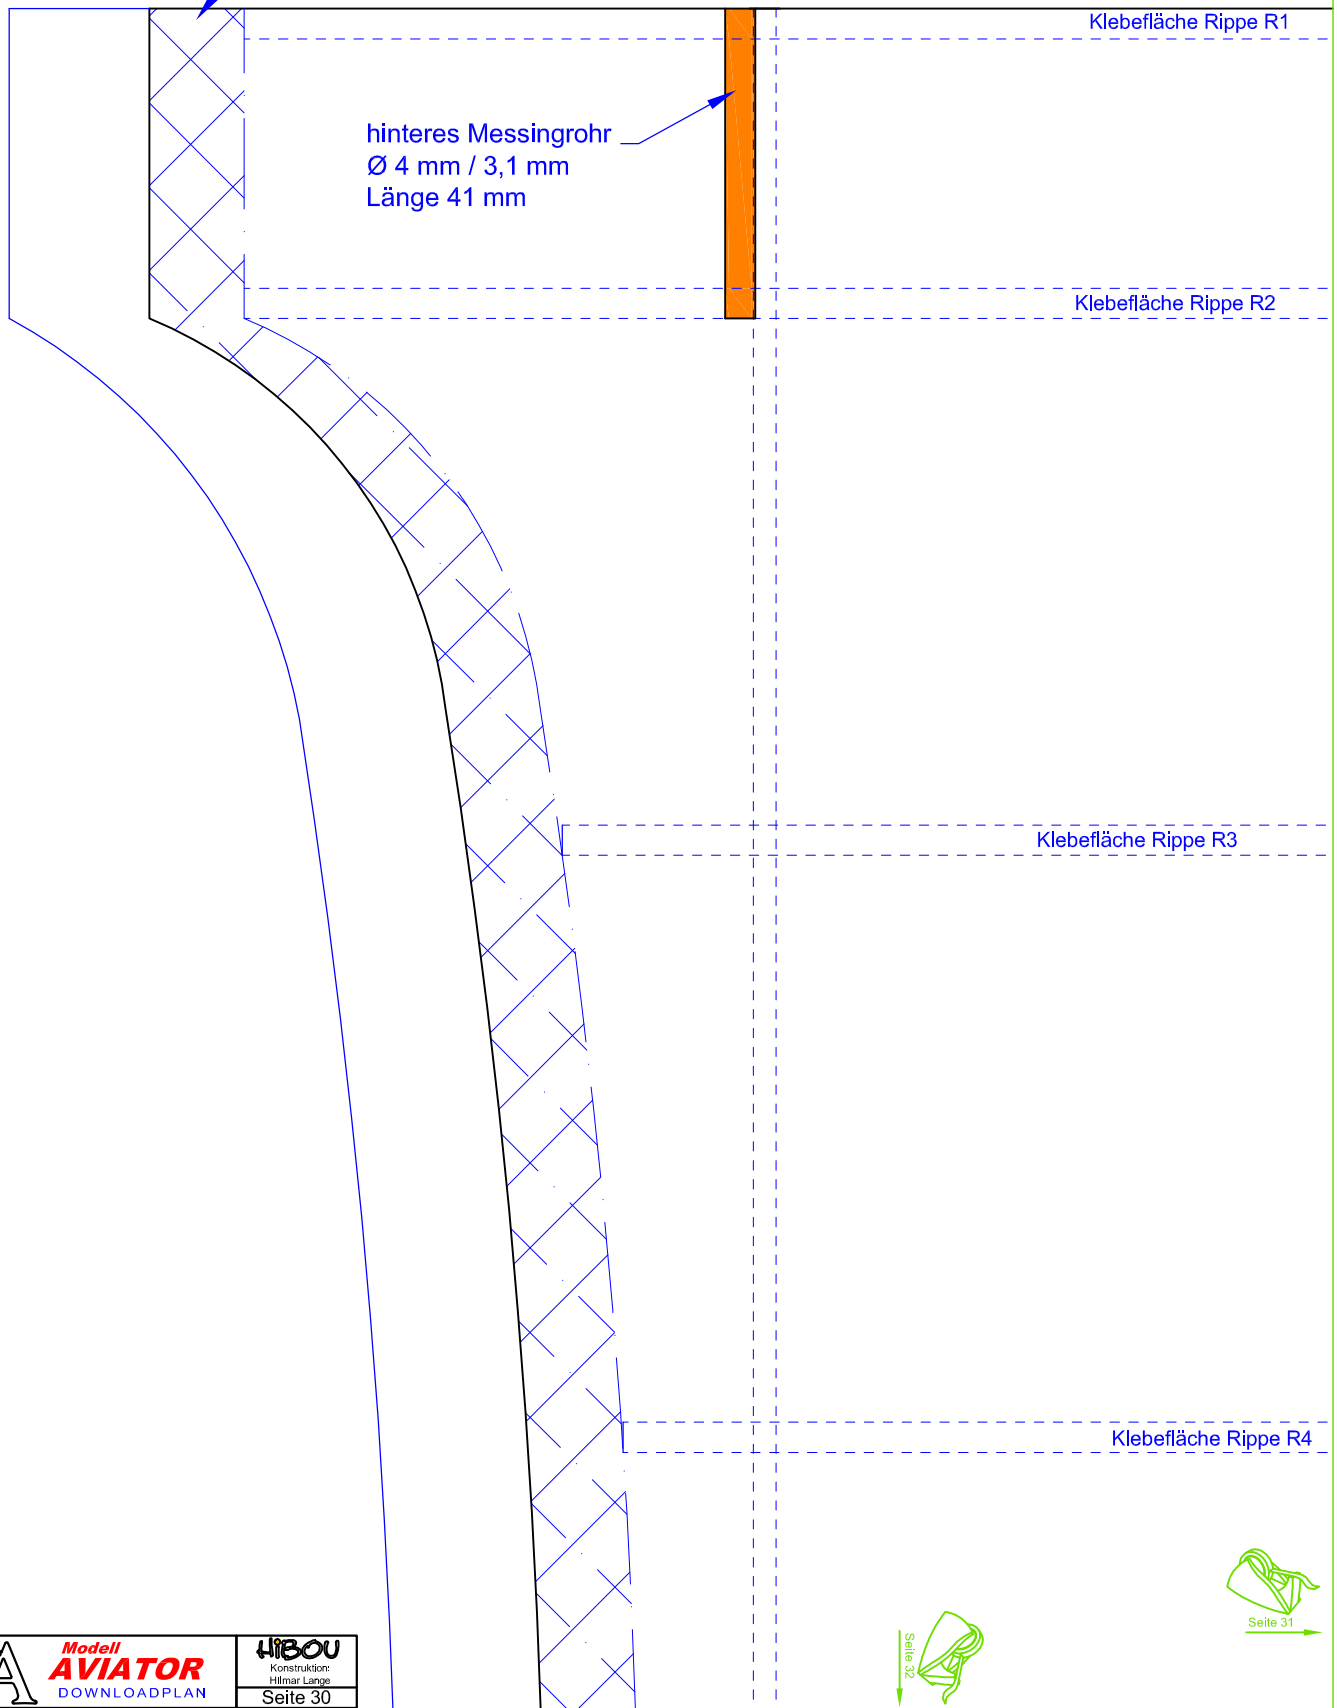 Klebefläche Rippe R1
hinteres Messingrohr
Ø 4 mm / 3,1 mm
Länge 41 mm
Klebefläche Rippe R2
Klebefläche Rippe R3
Klebefläche Rippe R4
Seite 31
Seite 32
A
Modell
AVIATOR
DOWNLOADPLAN
HiBOU
Konstruktion:
Hilmar Lange
Seite 30